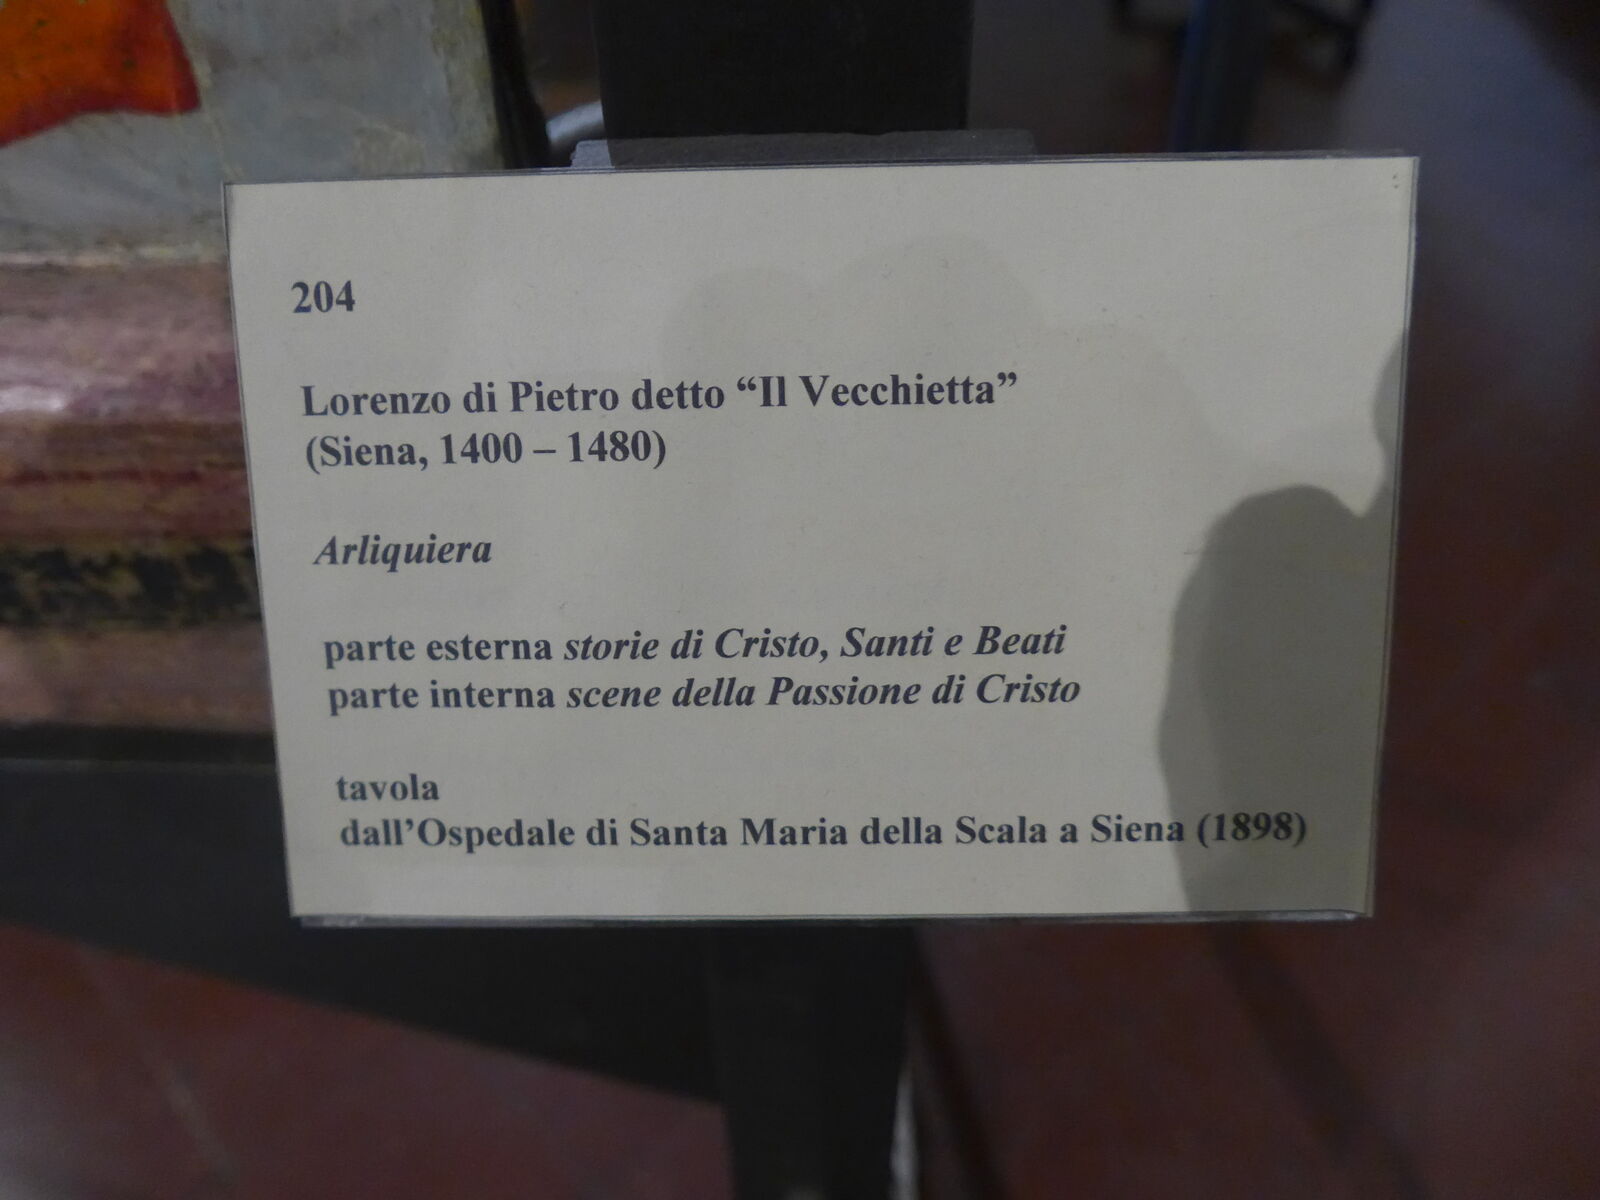 204
Lorenzo di Pietro detto “Il Vecchietta”
(Siena, 1400 – 1480)
Arliquiera
parte esterna storie di Cristo, Santi e Beati
parte interna scene della Passione di Cristo
tavola
dall’Ospedale di Santa Maria della Scala a Siena (1898)